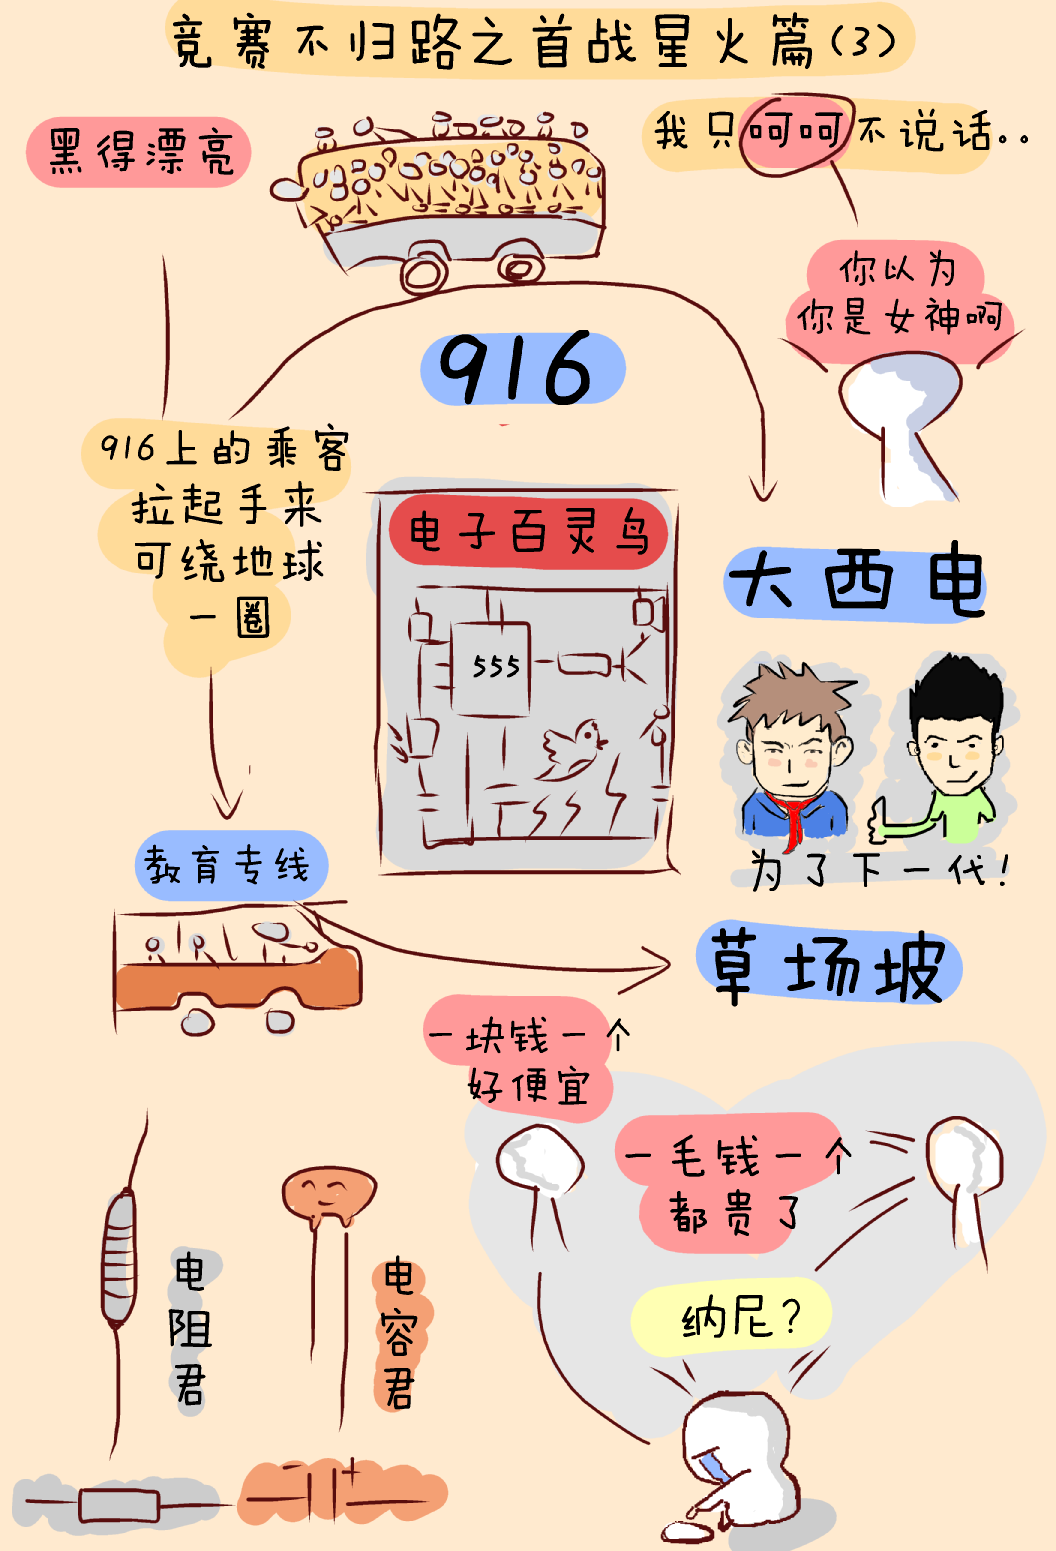 竞赛不归路之首战星火篇(3)
黑得漂亮
我只呵呵不说话..
你以为
你是女神啊
916
916上的乘客
拉起手来
可绕地球
一圈
电子百灵鸟
555
大西电
为了下一代!
教育专线
草场坡
一块钱一个
好便宜
一毛钱一个
都贵了
纳尼?
电阻君
电容君